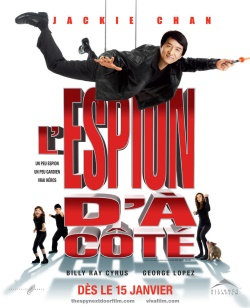 JACKIE CHAN
L'ESPION
UN PEU ESPION
UN PEU GARDIEN
VRAI HÉROS
D'À
CÔTÉ
BILLY RAY CYRUS GEORGE LOPEZ
DÈS LE 15 JANVIER
thespynextdoorfilm.com vivafilm.com